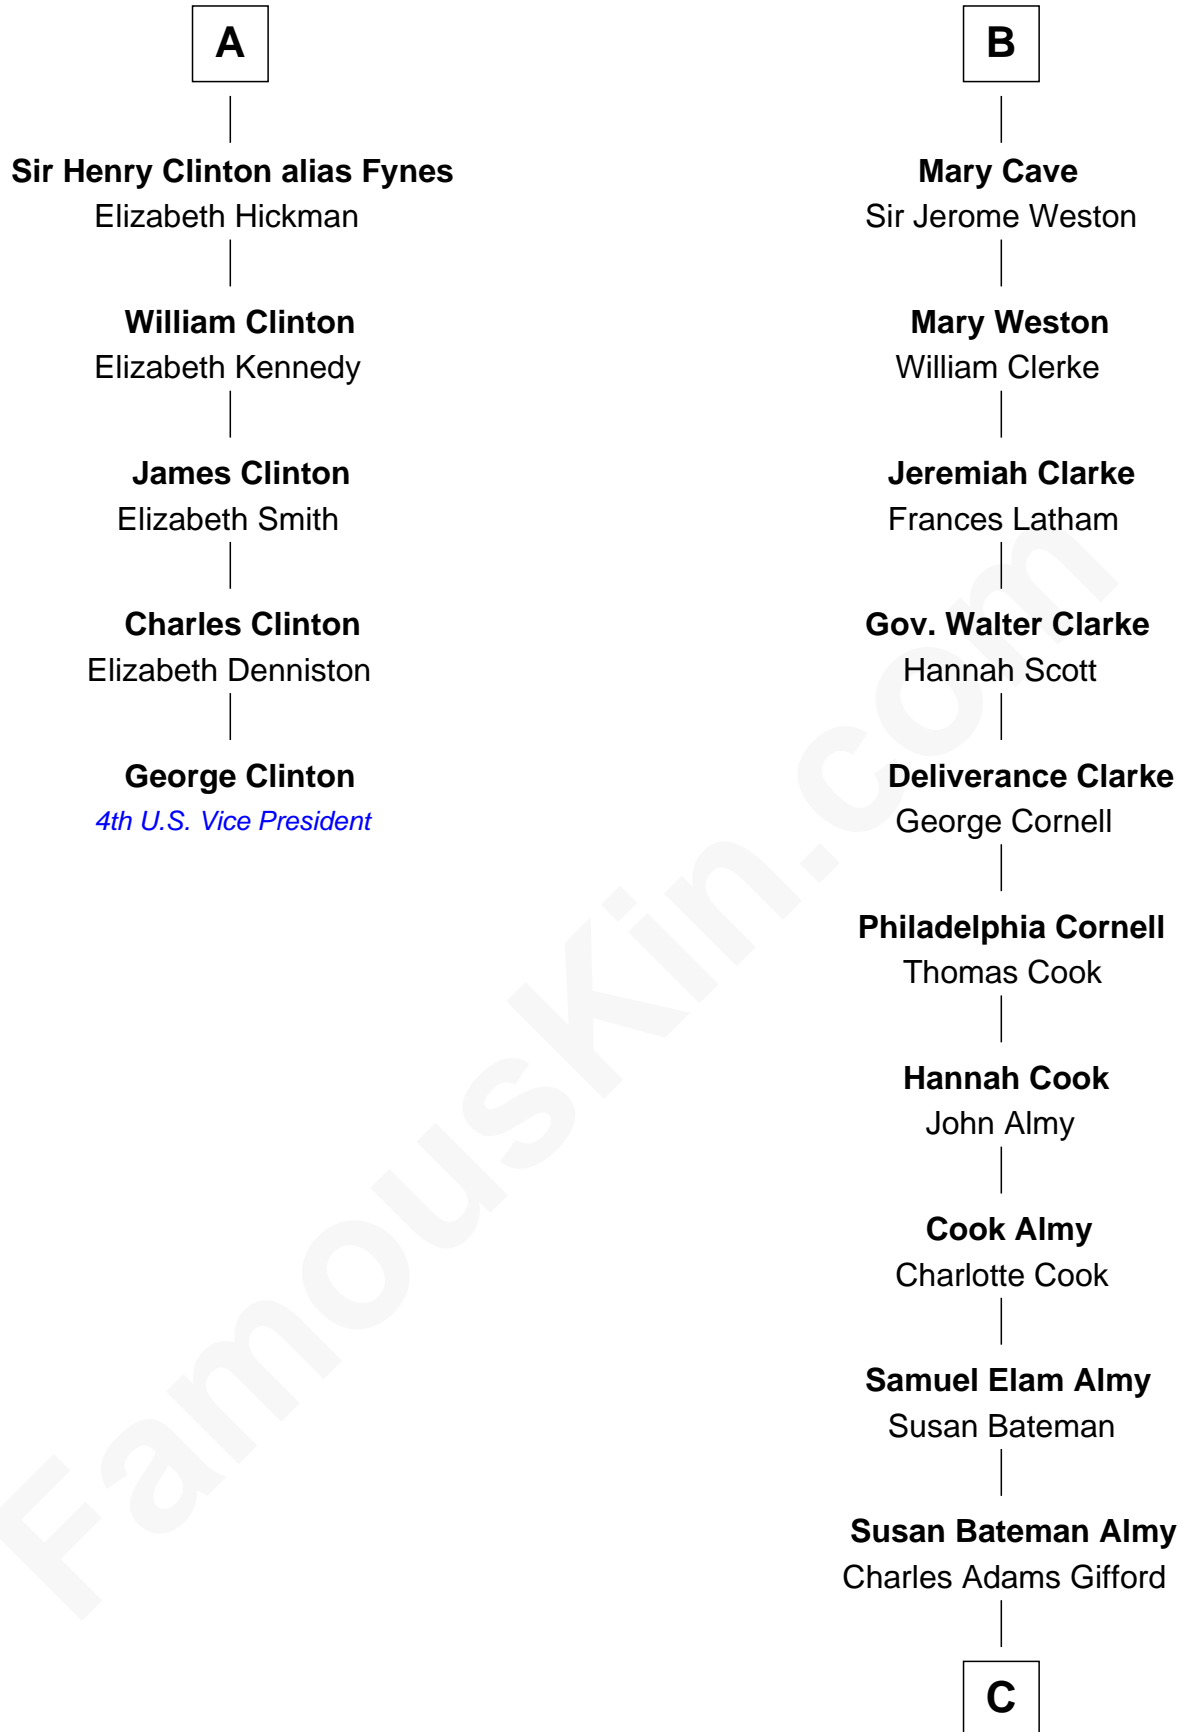 A
Sir Henry Clinton alias Fynes
Elizabeth Hickman
William Clinton
Elizabeth Kennedy
James Clinton
Elizabeth Smith
Charles Clinton
Elizabeth Denniston
George Clinton
4th U.S. Vice President
B
Mary Cave
Sir Jerome Weston
Mary Weston
William Clerke
Jeremiah Clarke
Frances Latham
Gov. Walter Clarke
Hannah Scott
Deliverance Clarke
George Cornell
Philadelphia Cornell
Thomas Cook
Hannah Cook
John Almy
Cook Almy
Charlotte Cook
Samuel Elam Almy
Susan Bateman
Susan Bateman Almy
Charles Adams Gifford
C
FamousKin.com